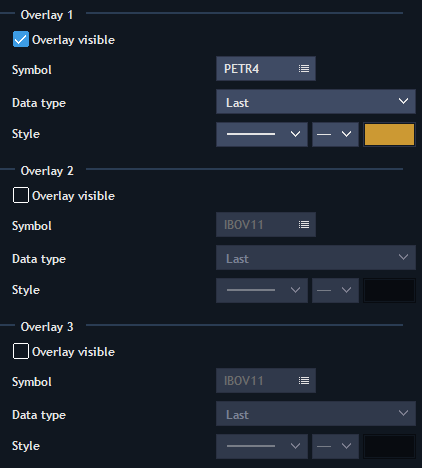 Overlay 1
Overlay visible
Symbol PETR4
Data type Last
Style
Overlay 2
Overlay visible
Symbol IBOV11
Data type Last
Style
Overlay 3
Overlay visible
Symbol IBOV11
Data type Last
Style